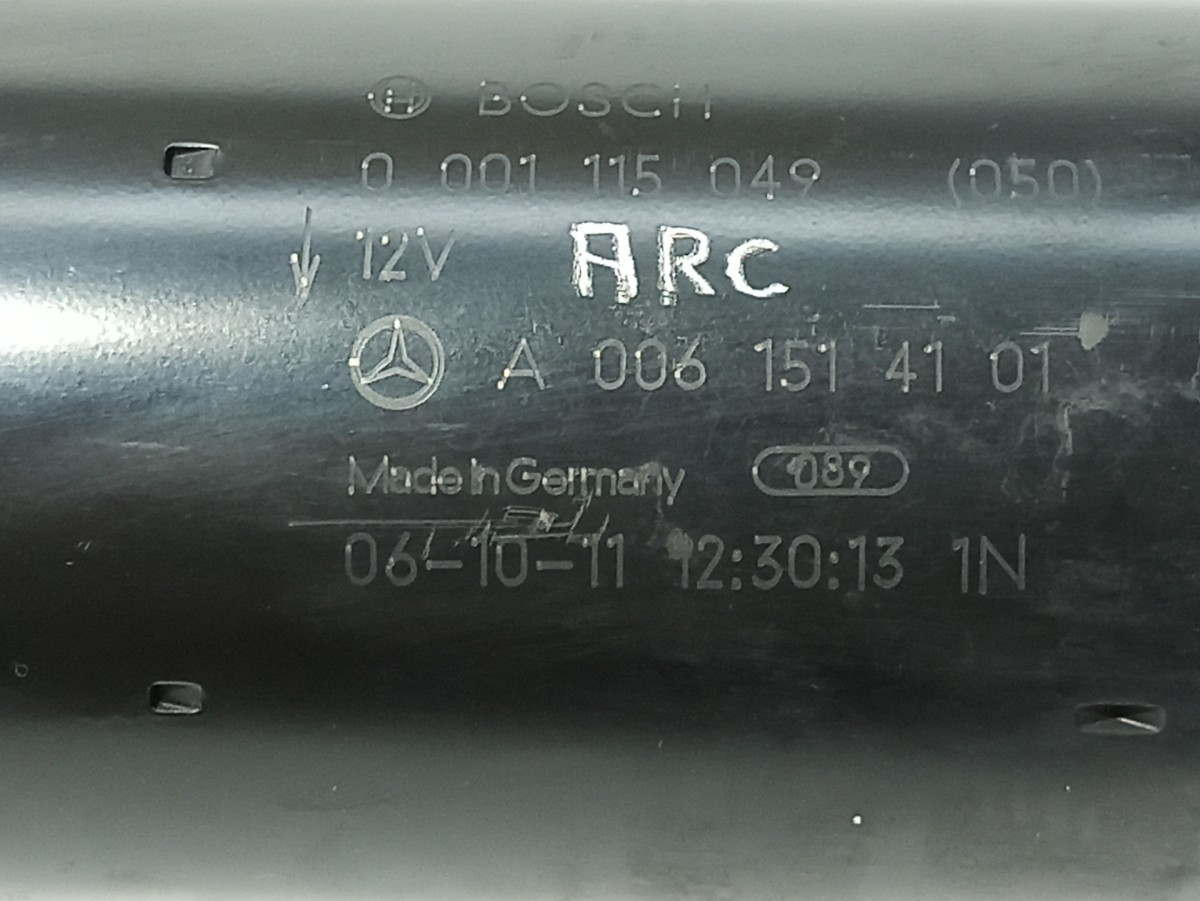 BOSCH
0 001 115 049 (050)
12V ARC
A 006 151 41 01
Made in Germany 089
06-10-11 12:30:13 1N